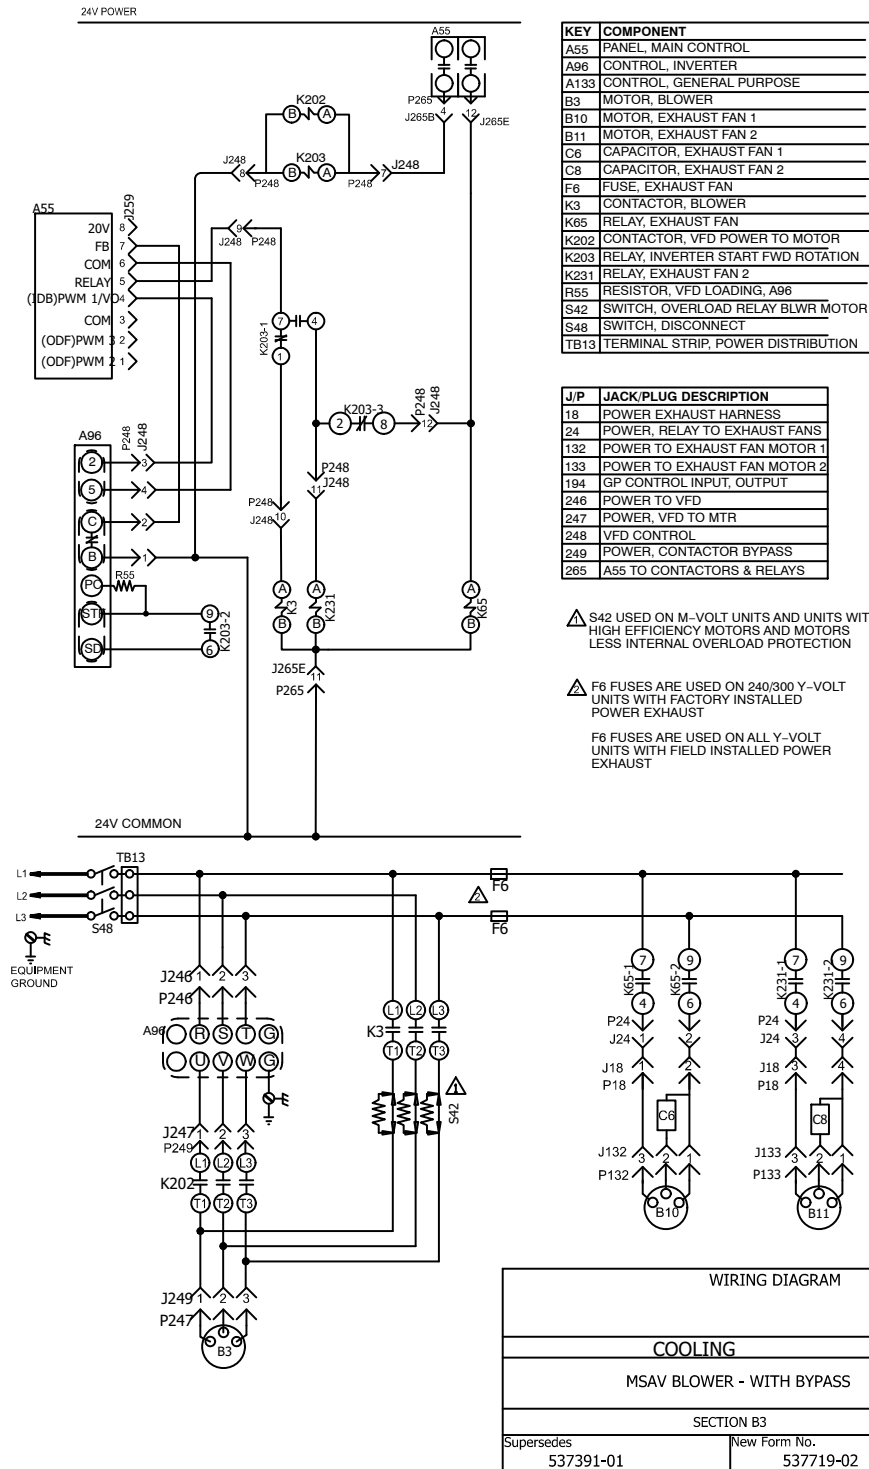 24V POWER
A55
K202
B A
P265
J265B 4 12 J265E
K203
B A
J248 8 P248 P248 7 J248
A55
J259
20V 8
FB 7
COM 6
RELAY 5
(IDB)PWM 1/VO 4
COM 3
(ODF)PWM 3 2
(ODF)PWM 2 1
J248 9 P248
K203-1
7 4
1
K203-3
2 8
P248 J248
12
A96
P248 J248
2 3
5 4
C 2
B 1
PC R55
STF 9
K203-2
SD 6
P248
11 J248
P248
J248 10
A A A
K3 K231 K65
B B B
J265E
11
P265
24V COMMON
KEY COMPONENT
A55 PANEL, MAIN CONTROL
A96 CONTROL, INVERTER
A133 CONTROL, GENERAL PURPOSE
B3 MOTOR, BLOWER
B10 MOTOR, EXHAUST FAN 1
B11 MOTOR, EXHAUST FAN 2
C6 CAPACITOR, EXHAUST FAN 1
C8 CAPACITOR, EXHAUST FAN 2
F6 FUSE, EXHAUST FAN
K3 CONTACTOR, BLOWER
K65 RELAY, EXHAUST FAN
K202 CONTACTOR, VFD POWER TO MOTOR
K203 RELAY, INVERTER START FWD ROTATION
K231 RELAY, EXHAUST FAN 2
R55 RESISTOR, VFD LOADING, A96
S42 SWITCH, OVERLOAD RELAY BLWR MOTOR
S48 SWITCH, DISCONNECT
TB13 TERMINAL STRIP, POWER DISTRIBUTION
J/P JACK/PLUG DESCRIPTION
18 POWER EXHAUST HARNESS
24 POWER, RELAY TO EXHAUST FANS
132 POWER TO EXHAUST FAN MOTOR 1
133 POWER TO EXHAUST FAN MOTOR 2
194 GP CONTROL INPUT, OUTPUT
246 POWER TO VFD
247 POWER, VFD TO MTR
248 VFD CONTROL
249 POWER, CONTACTOR BYPASS
265 A55 TO CONTACTORS & RELAYS
1 S42 USED ON M-VOLT UNITS AND UNITS WIT
HIGH EFFICIENCY MOTORS AND MOTORS
LESS INTERNAL OVERLOAD PROTECTION
2 F6 FUSES ARE USED ON 240/300 Y-VOLT
UNITS WITH FACTORY INSTALLED
POWER EXHAUST
F6 FUSES ARE USED ON ALL Y-VOLT
UNITS WITH FIELD INSTALLED POWER
EXHAUST
TB13
L1
L2
L3
S48
F6
2
F6
EQUIPMENT
GROUND
J246 1 2 3
P246
A96 R S T G
U V W G
J247 1 2 3
P249
L1 L2 L3
K202
T1 T2 T3
J249 1 2 3
P247
B3
L1 L2 L3
K3
T1 T2 T3
1
S42
7 9 7 9
K65-1 K65-2 K231-1 K231-2
4 6 4 6
P24 P24
J24 1 2 J24 3 4
J18 1 2 J18 3 4
P18 P18
C6 C8
J132 3 2 1 J133 3 2 1
P132 P133
B10 B11
WIRING DIAGRAM
COOLING
MSAV BLOWER - WITH BYPASS
SECTION B3
Supersedes New Form No.
537391-01 537719-02